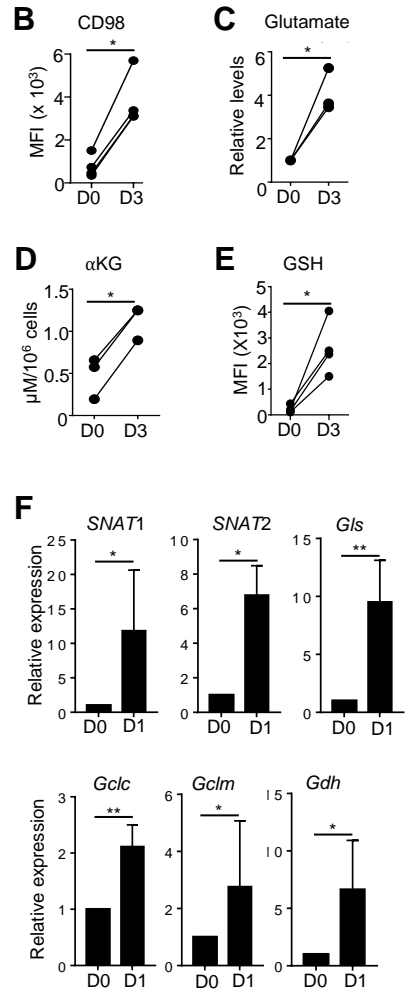 B
CD98
*
MFI (x 10³)
6
4
2
0
D0 D3
C
Glutamate
*
Relative levels
6
4
2
0
D0 D3
D
αKG
*
μM/10⁶ cells
1.5
1.0
0.5
0
D0 D3
E
GSH
*
MFI (X10³)
5
4
3
2
1
0
D0 D3
F
SNAT1
*
Relative expression
25
20
15
10
5
0
D0 D1
SNAT2
*
10
8
6
4
2
0
D0 D1
Gls
**
15
10
5
0
D0 D1
Gclc
**
Relative expression
3
2
1
0
D0 D1
Gclm
*
6
4
2
0
D0 D1
Gdh
*
15
10
5
0
D0 D1